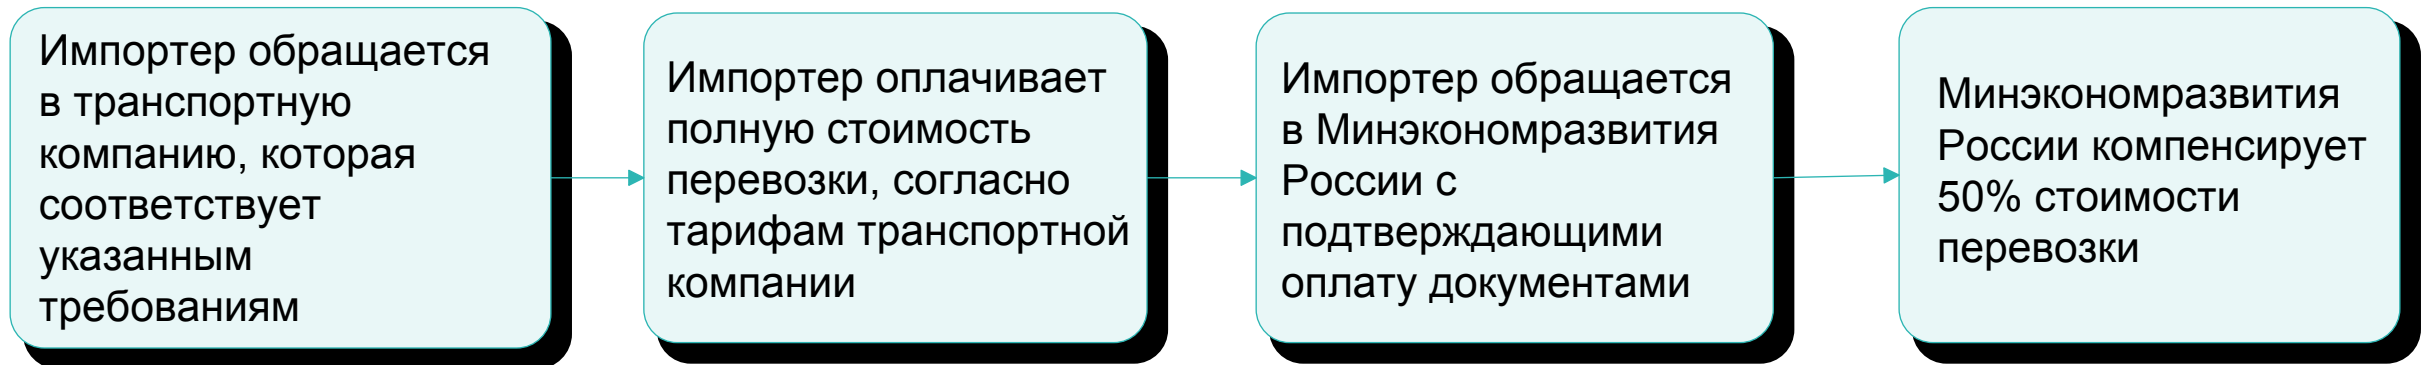 Импортер обращается
в транспортную
компанию, которая
соответствует
указанным
требованиям
Импортер оплачивает
полную стоимость
перевозки, согласно
тарифам транспортной
компании
Импортер обращается
в Минэкономразвития
России с
подтверждающими
оплату документами
Минэкономразвития
России компенсирует
50% стоимости
перевозки